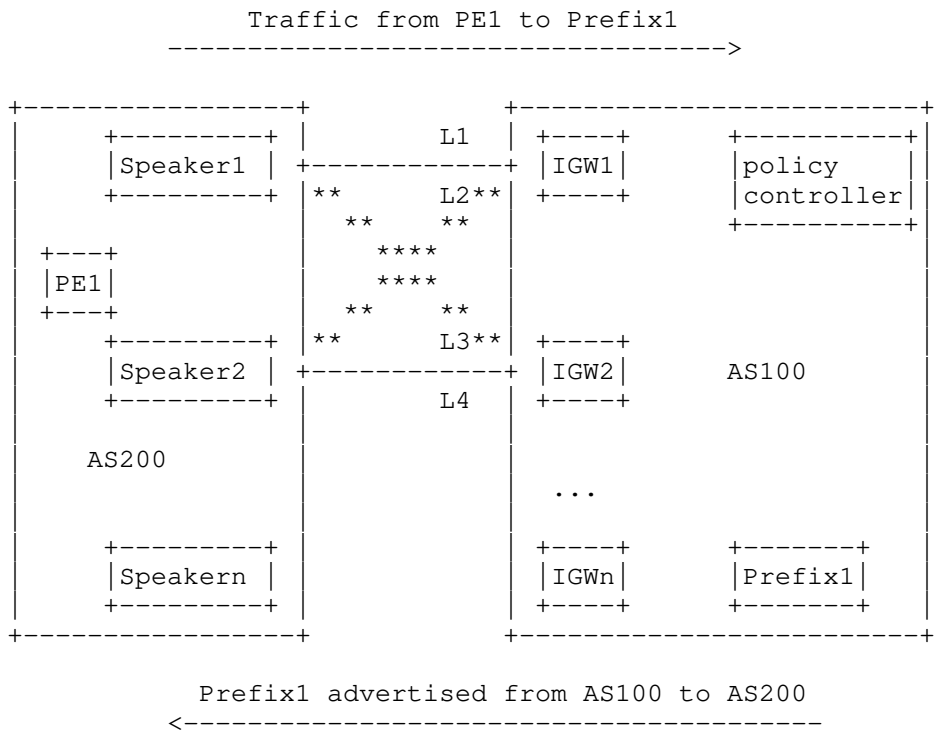 Traffic from PE1 to Prefix1
L1
Speaker1 IGW1 policy
L2 controller
PE1
L3
Speaker2 IGW2 AS100
L4
AS200
...
Speakern IGWn Prefix1
Prefix1 advertised from AS100 to AS200